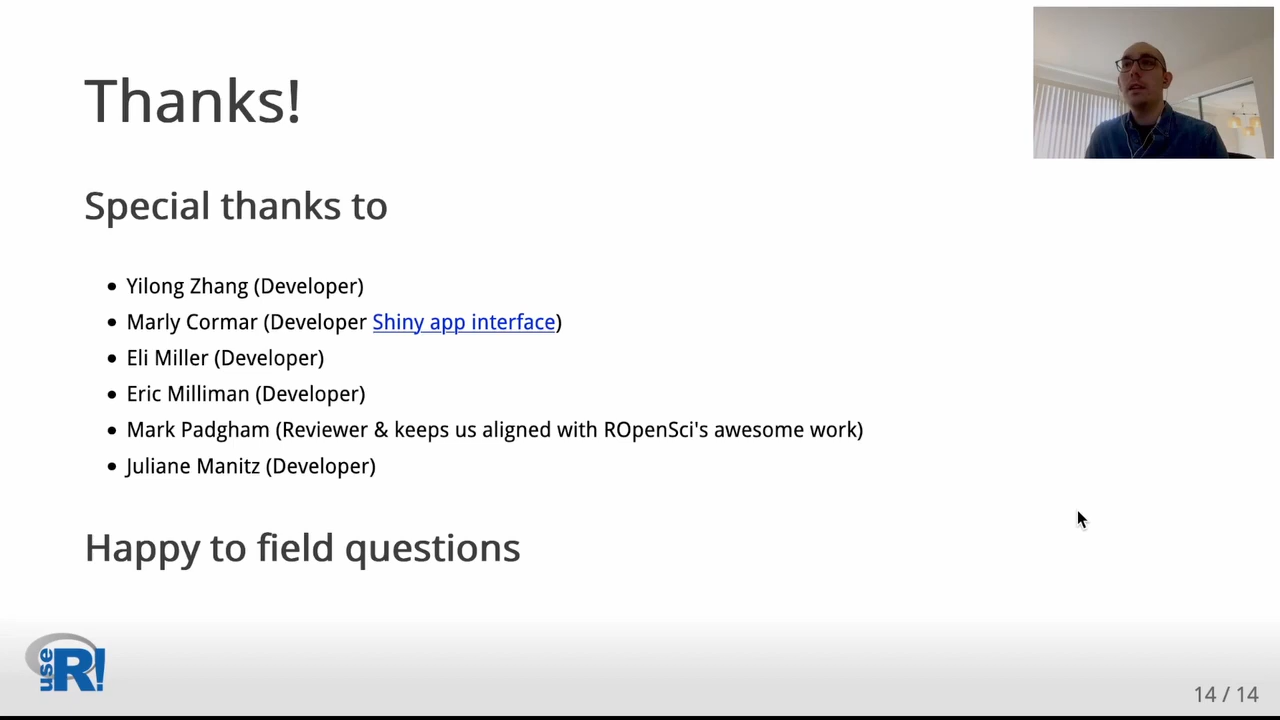 Thanks!
Special thanks to
Yilong Zhang (Developer)
Marly Cormar (Developer Shiny app interface)
Eli Miller (Developer)
Eric Milliman (Developer)
Mark Padgham (Reviewer & keeps us aligned with ROpenSci's awesome work)
Juliane Manitz (Developer)
Happy to field questions
use R!
14 / 14